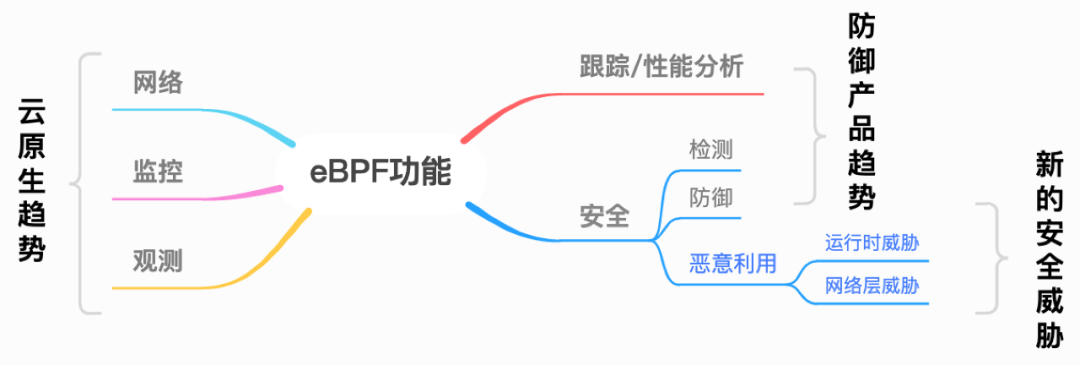 云原生趋势
网络
监控
观测
eBPF功能
跟踪/性能分析
安全
检测
防御
恶意利用
运行时威胁
网络层威胁
防御产品趋势
新的安全威胁